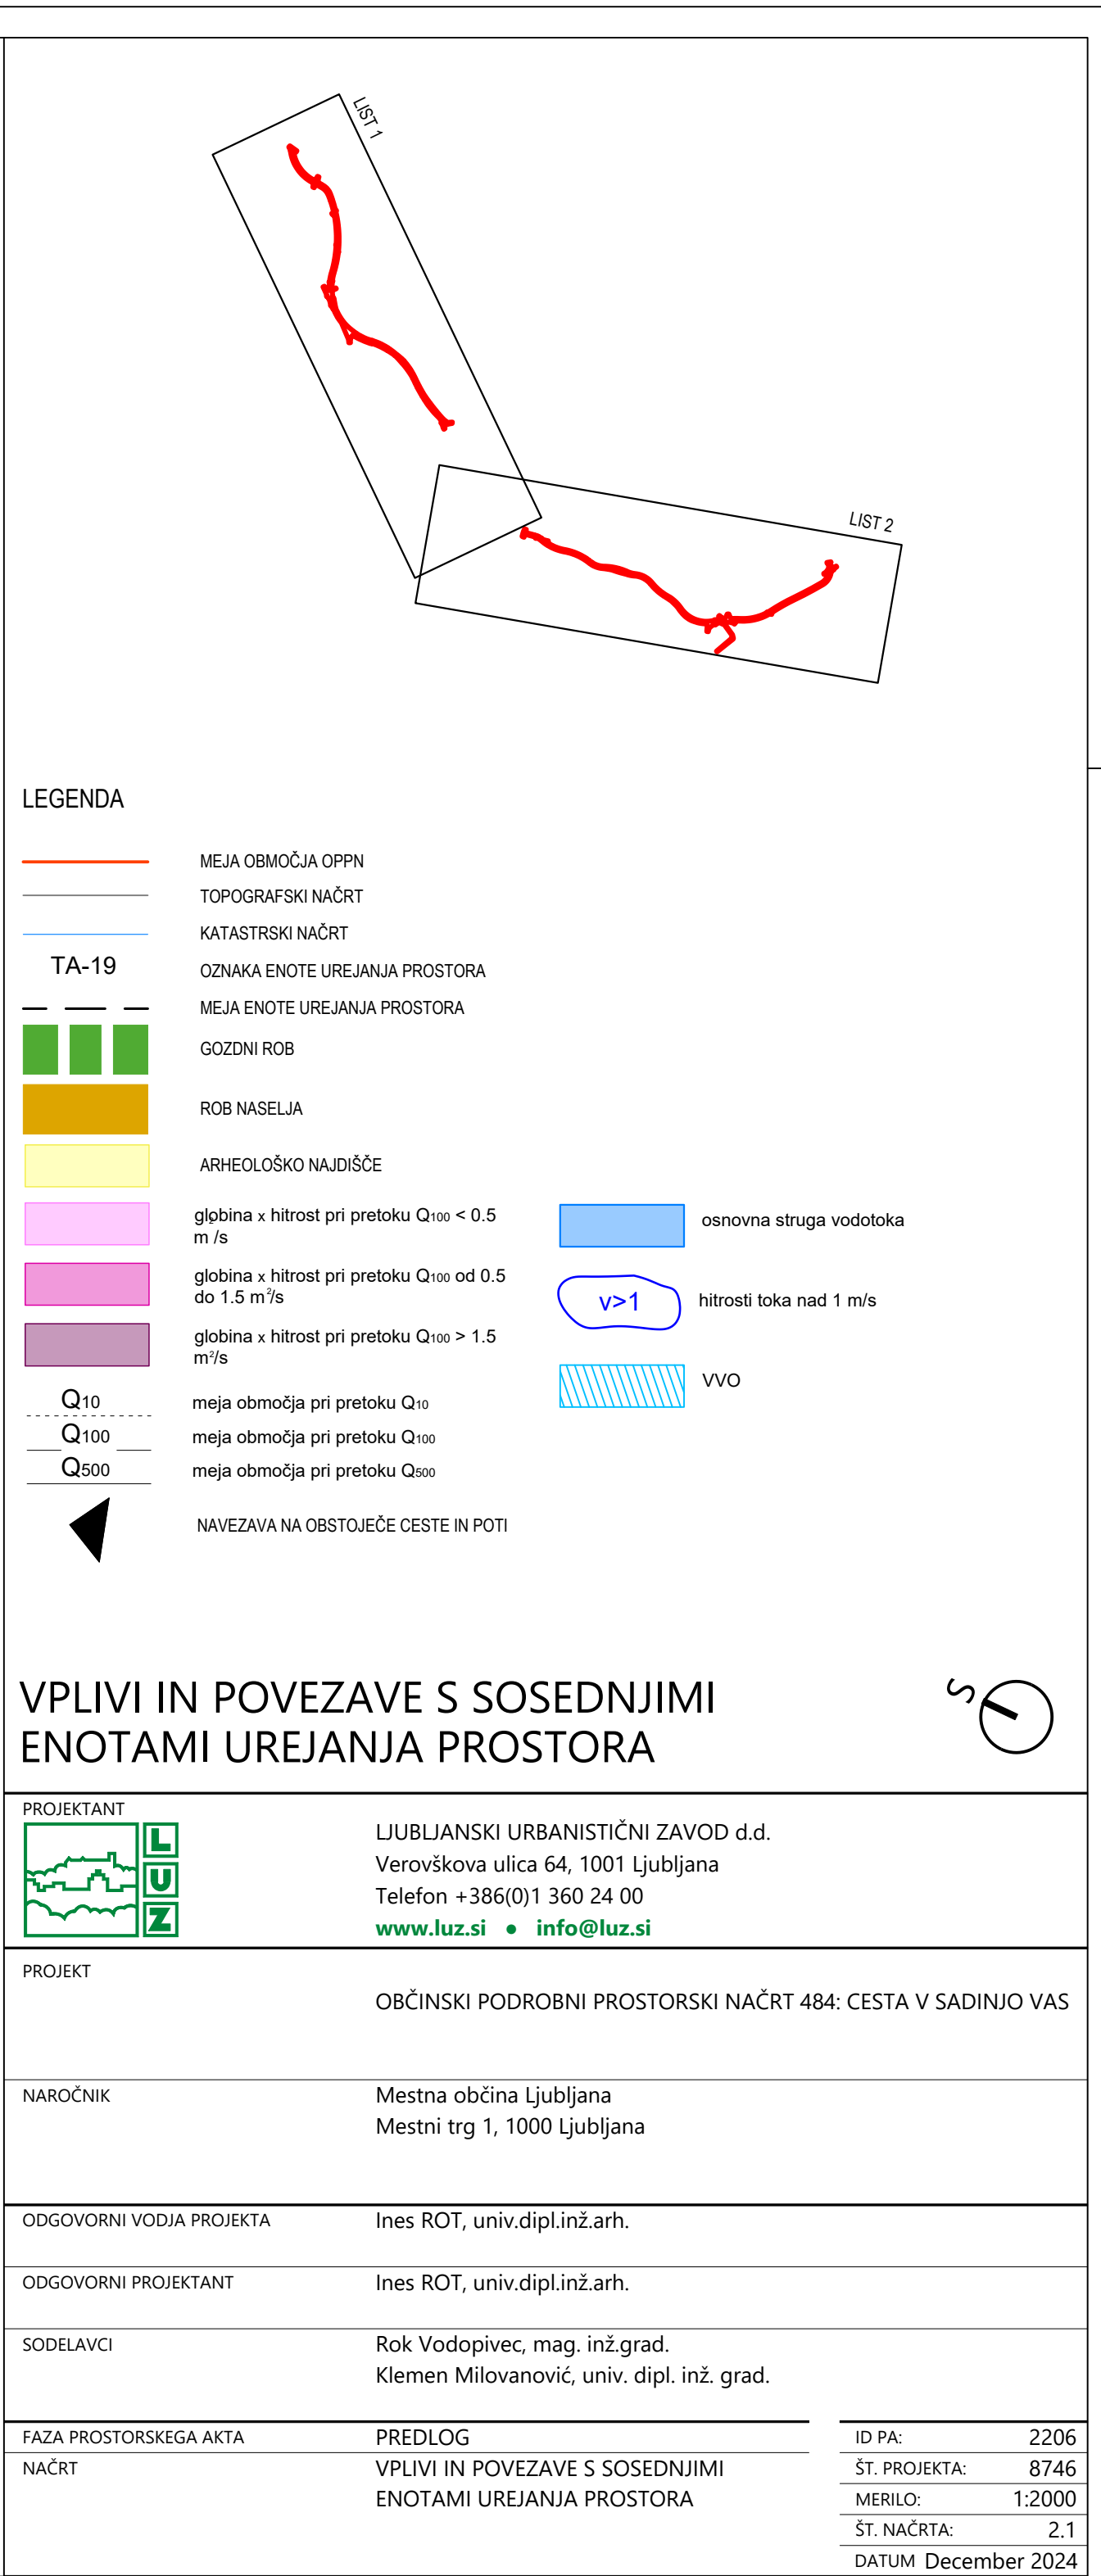 LIST 1
LIST 2
LEGENDA
MEJA OBMOČJA OPPN
TOPOGRAFSKI NAČRT
KATASTRSKI NAČRT
TA-19
OZNAKA ENOTE UREJANJA PROSTORA
MEJA ENOTE UREJANJA PROSTORA
GOZDNI ROB
ROB NASELJA
ARHEOLOŠKO NAJDIŠČE
globina x hitrost pri pretoku Q100 < 0.5
m²/s
globina x hitrost pri pretoku Q100 od 0.5
do 1.5 m²/s
globina x hitrost pri pretoku Q100 > 1.5
m²/s
Q10
meja območja pri pretoku Q10
Q100
meja območja pri pretoku Q100
Q500
meja območja pri pretoku Q500
NAVEZAVA NA OBSTOJEČE CESTE IN POTI
osnovna struga vodotoka
v>1
hitrosti toka nad 1 m/s
VVO
VPLIVI IN POVEZAVE S SOSEDNJIMI
ENOTAMI UREJANJA PROSTORA
S
PROJEKTANT
L
U
Z
LJUBLJANSKI URBANISTIČNI ZAVOD d.d.
Verovškova ulica 64, 1001 Ljubljana
Telefon +386(0)1 360 24 00
www.luz.si ● info@luz.si
PROJEKT
OBČINSKI PODROBNI PROSTORSKI NAČRT 484: CESTA V SADINJO VAS
NAROČNIK
Mestna občina Ljubljana
Mestni trg 1, 1000 Ljubljana
ODGOVORNI VODJA PROJEKTA
Ines ROT, univ.dipl.inž.arh.
ODGOVORNI PROJEKTANT
Ines ROT, univ.dipl.inž.arh.
SODELAVCI
Rok Vodopivec, mag. inž.grad.
Klemen Milovanović, univ. dipl. inž. grad.
FAZA PROSTORSKEGA AKTA
PREDLOG
NAČRT
VPLIVI IN POVEZAVE S SOSEDNJIMI
ENOTAMI UREJANJA PROSTORA
ID PA: 2206
ŠT. PROJEKTA: 8746
MERILO: 1:2000
ŠT. NAČRTA: 2.1
DATUM December 2024